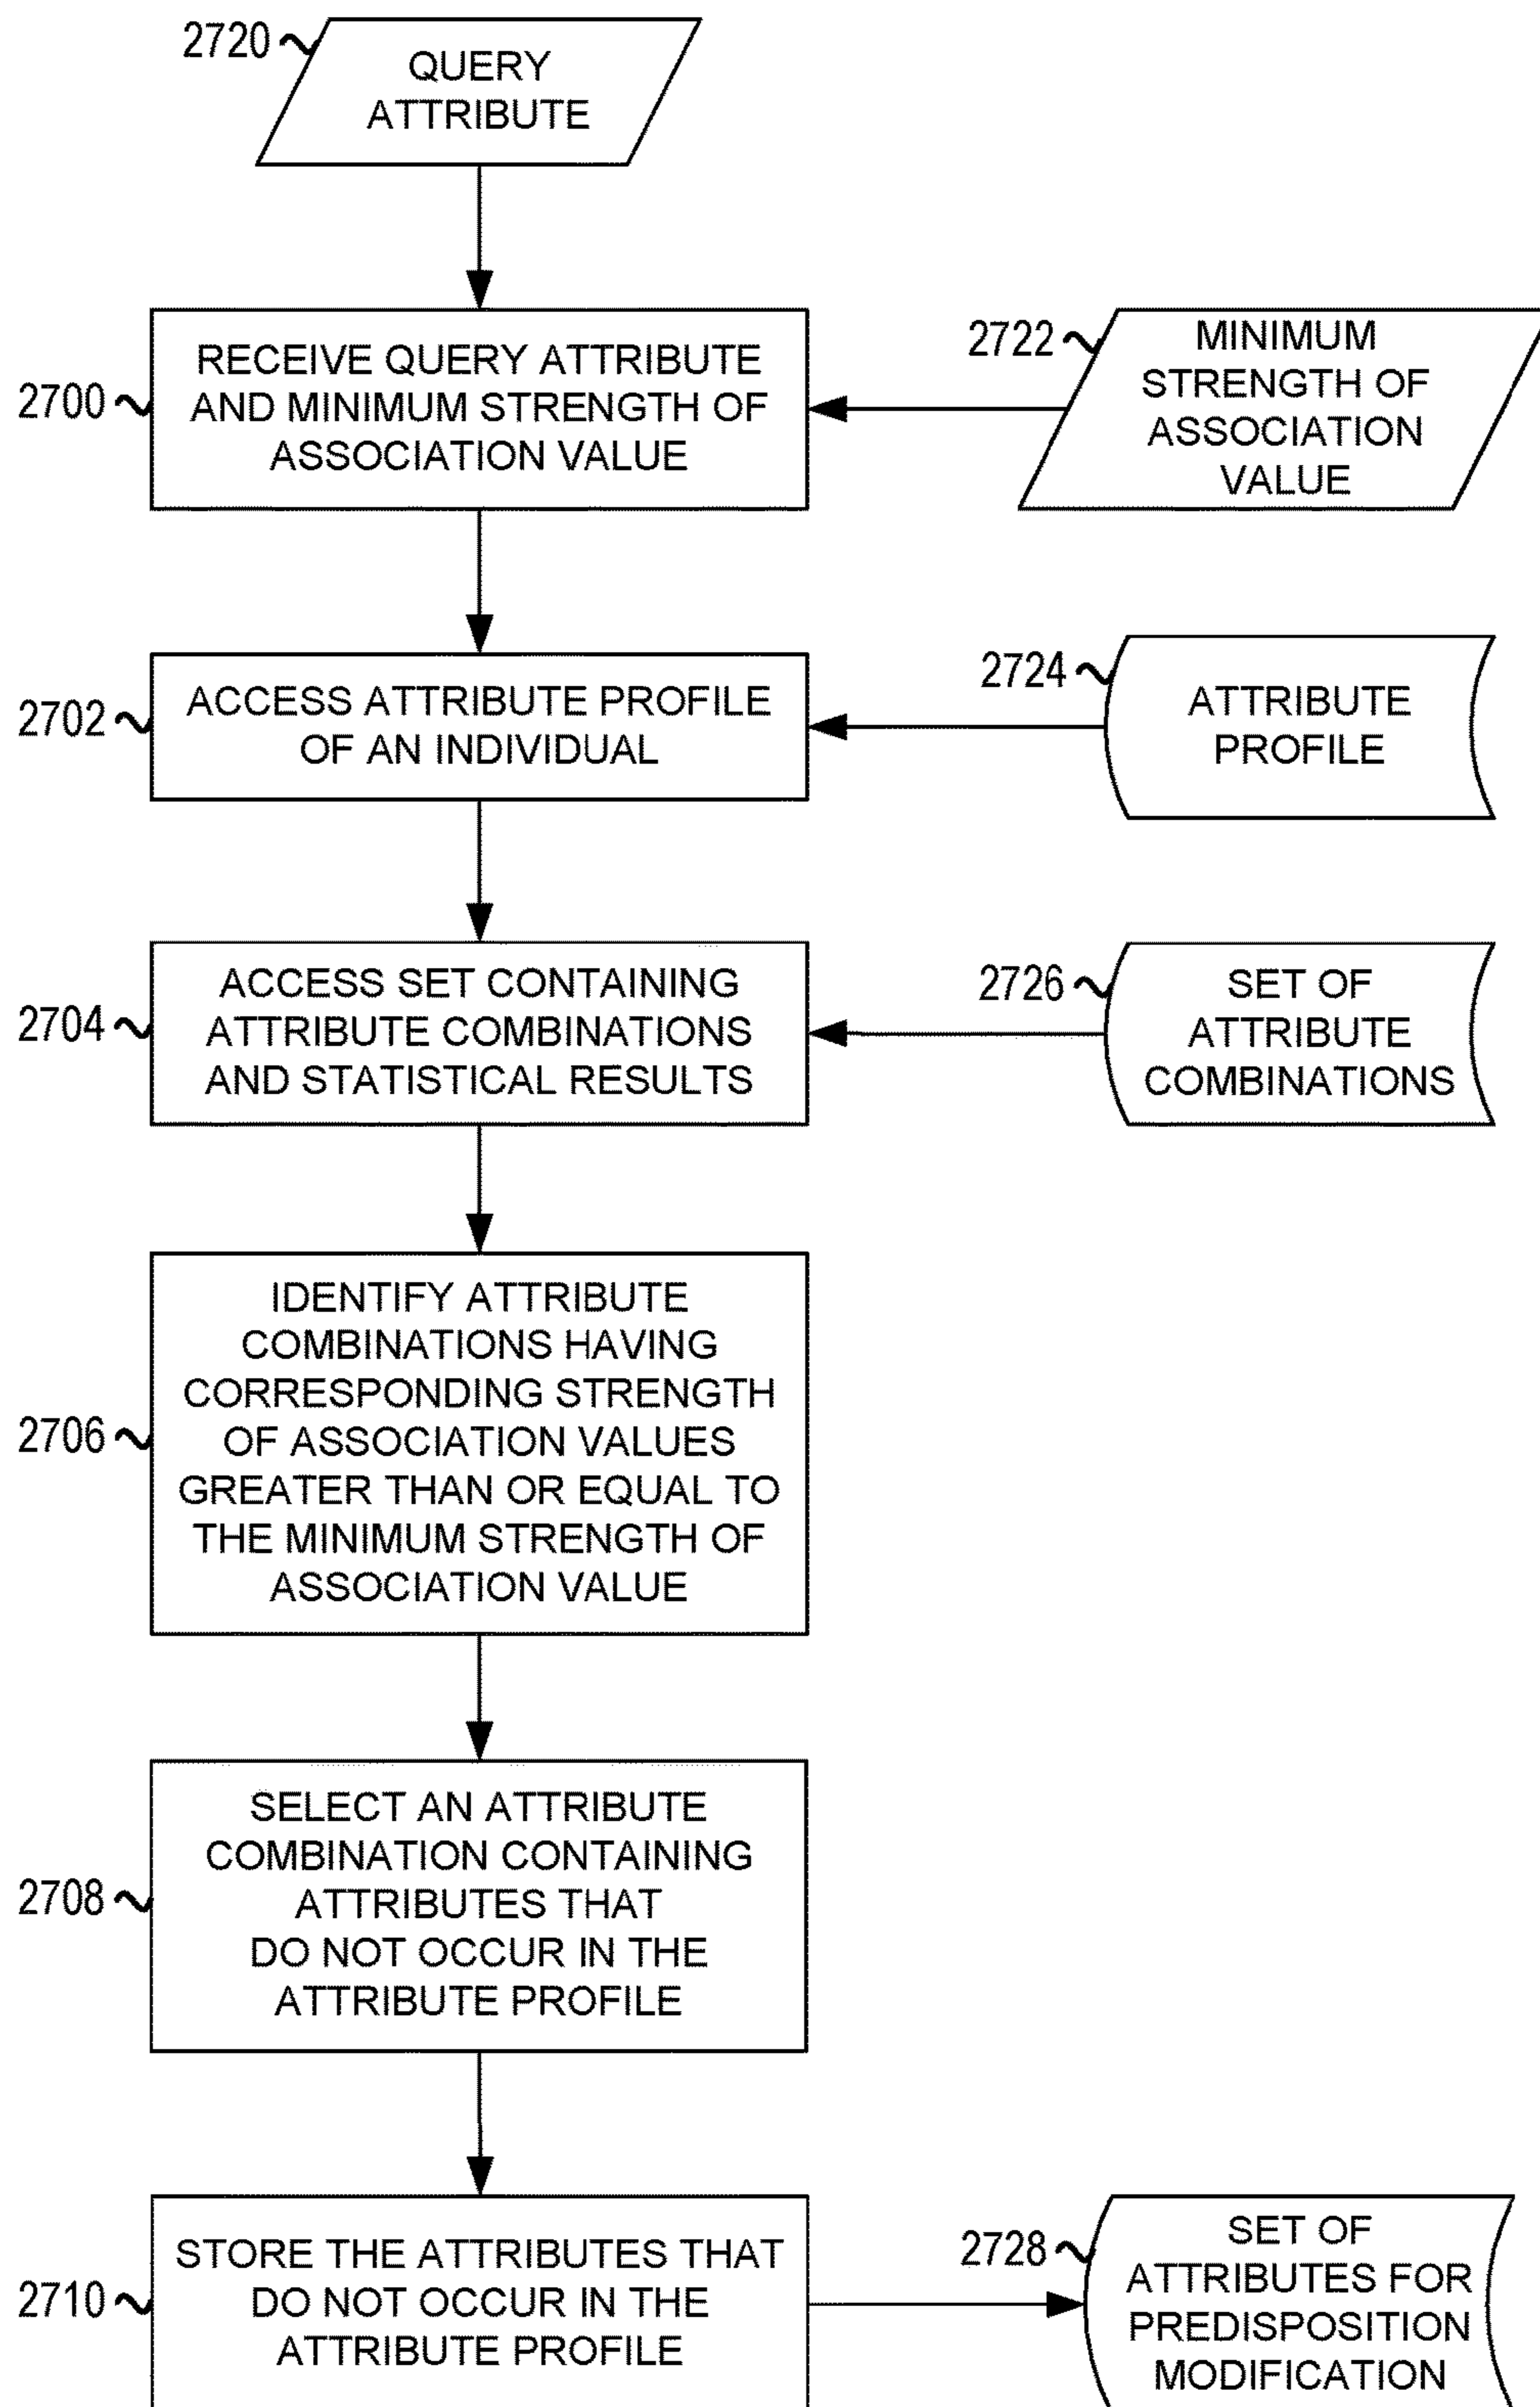 2720
QUERY
ATTRIBUTE
2700
RECEIVE QUERY ATTRIBUTE
AND MINIMUM STRENGTH OF
ASSOCIATION VALUE
2722
MINIMUM
STRENGTH OF
ASSOCIATION
VALUE
2702
ACCESS ATTRIBUTE PROFILE
OF AN INDIVIDUAL
2724
ATTRIBUTE
PROFILE
2704
ACCESS SET CONTAINING
ATTRIBUTE COMBINATIONS
AND STATISTICAL RESULTS
2726
SET OF
ATTRIBUTE
COMBINATIONS
2706
IDENTIFY ATTRIBUTE
COMBINATIONS HAVING
CORRESPONDING STRENGTH
OF ASSOCIATION VALUES
GREATER THAN OR EQUAL TO
THE MINIMUM STRENGTH OF
ASSOCIATION VALUE
2708
SELECT AN ATTRIBUTE
COMBINATION CONTAINING
ATTRIBUTES THAT
DO NOT OCCUR IN THE
ATTRIBUTE PROFILE
2710
STORE THE ATTRIBUTES THAT
DO NOT OCCUR IN THE
ATTRIBUTE PROFILE
2728
SET OF
ATTRIBUTES FOR
PREDISPOSITION
MODIFICATION